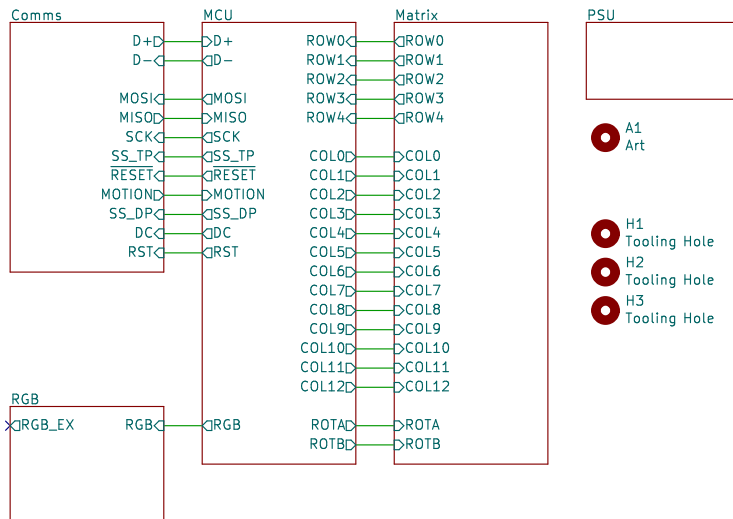 Comms
D+
D-
MOSI
MISO
SCK
SS_TP
RESET
MOTION
SS_DP
DC
RST
MCU
D+
D-
MOSI
MISO
SCK
SS_TP
RESET
MOTION
SS_DP
DC
RST
RGB
ROW0
ROW1
ROW2
ROW3
ROW4
COL0
COL1
COL2
COL3
COL4
COL5
COL6
COL7
COL8
COL9
COL10
COL11
COL12
ROTA
ROTB
Matrix
ROW0
ROW1
ROW2
ROW3
ROW4
COL0
COL1
COL2
COL3
COL4
COL5
COL6
COL7
COL8
COL9
COL10
COL11
COL12
ROTA
ROTB
PSU
A1
Art
H1
Tooling Hole
H2
Tooling Hole
H3
Tooling Hole
RGB
RGB_EX
RGB